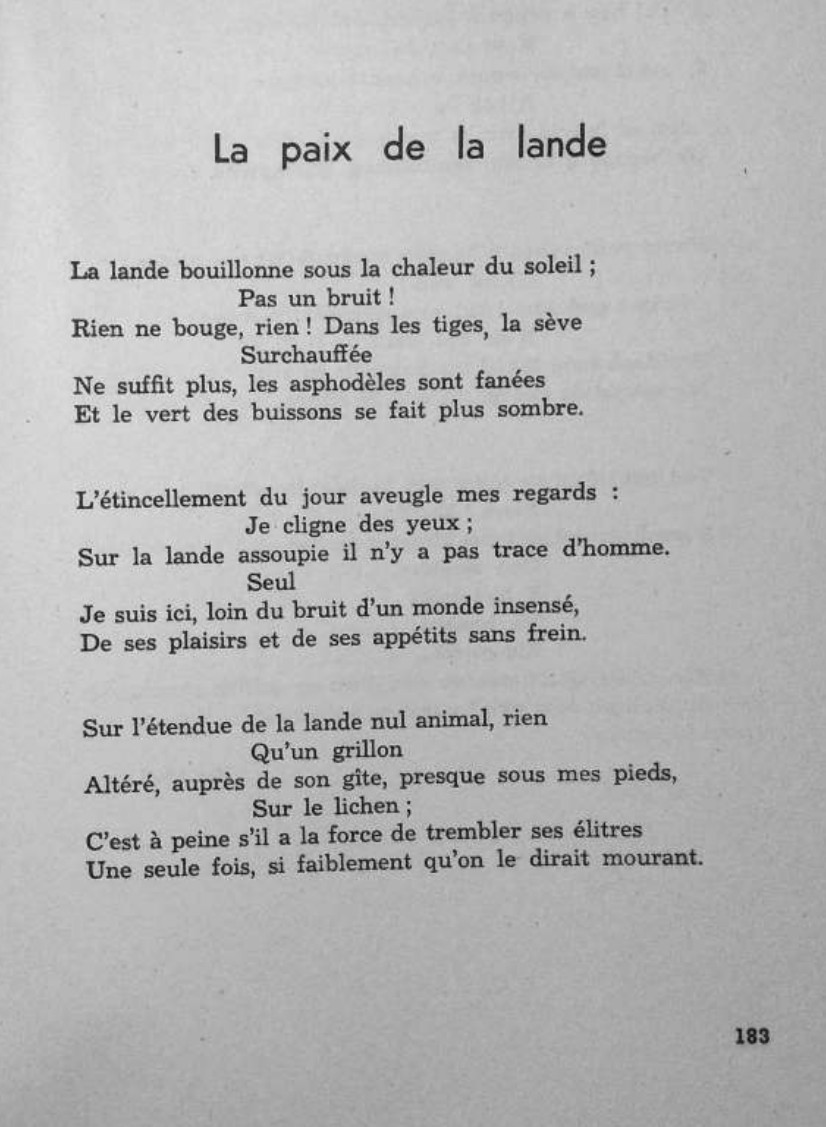 La paix de la lande
La lande bouillonne sous la chaleur du soleil ;
Pas un bruit !
Rien ne bouge, rien ! Dans les tiges, la sève
Surchauffée
Ne suffit plus, les asphodèles sont fanées
Et le vert des buissons se fait plus sombre.
L'étincellement du jour aveugle mes regards :
Je cligne des yeux ;
Sur la lande assoupie il n'y a pas trace d'homme.
Seul
Je suis ici, loin du bruit d'un monde insensé,
De ses plaisirs et de ses appétits sans frein.
Sur l'étendue de la lande nul animal, rien
Qu'un grillon
Altéré, auprès de son gîte, presque sous mes pieds,
Sur le lichen ;
C'est à peine s'il a la force de trembler ses élitres
Une seule fois, si faiblement qu'on le dirait mourant.
183